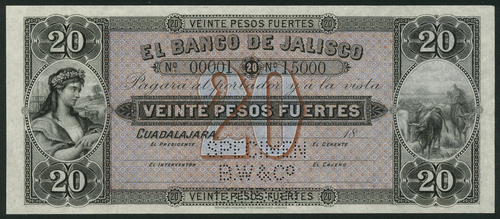 20 VEINTE PESOS FUERTES 20
EL BANCO DE JALISCO
Nº 00001 20 Nº 15000
Pagará al portador y á la vista
20
VEINTE PESOS FUERTES
GUADALAJARA 18
EL PRESIDENTE EL GERENTE
SPECIMEN
EL INTERVENTOR EL CAJERO
B.W.&Cº
20 VEINTE PESOS FUERTES 20